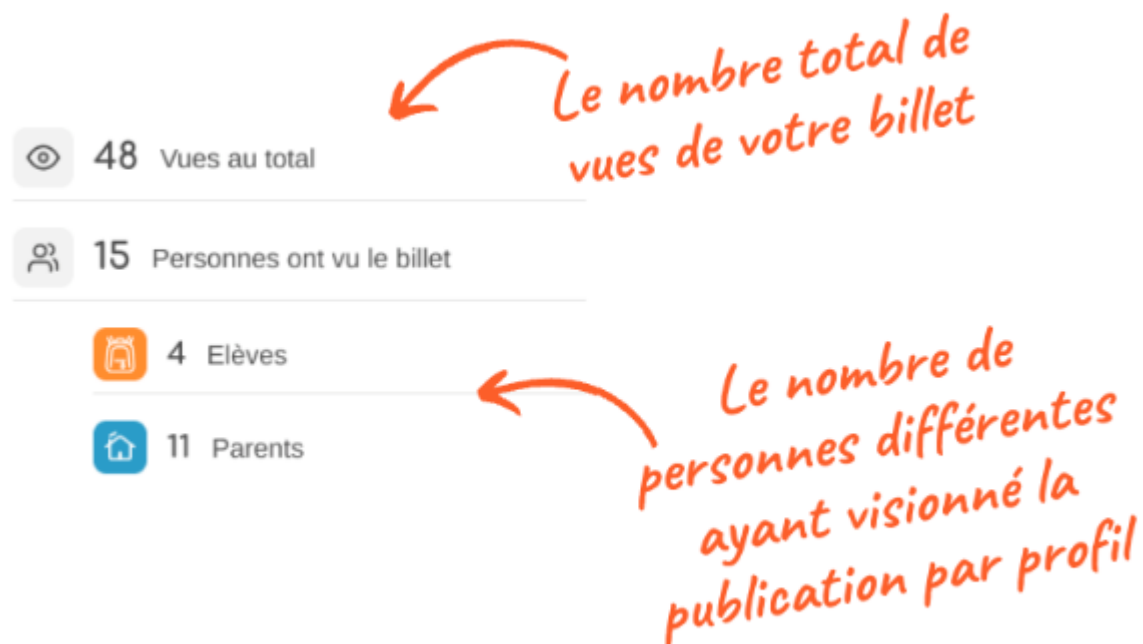 Le nombre total de
vues de votre billet
48 Vues au total
15 Personnes ont vu le billet
4 Elèves
11 Parents
Le nombre de
personnes différentes
ayant visionné la
publication par profil